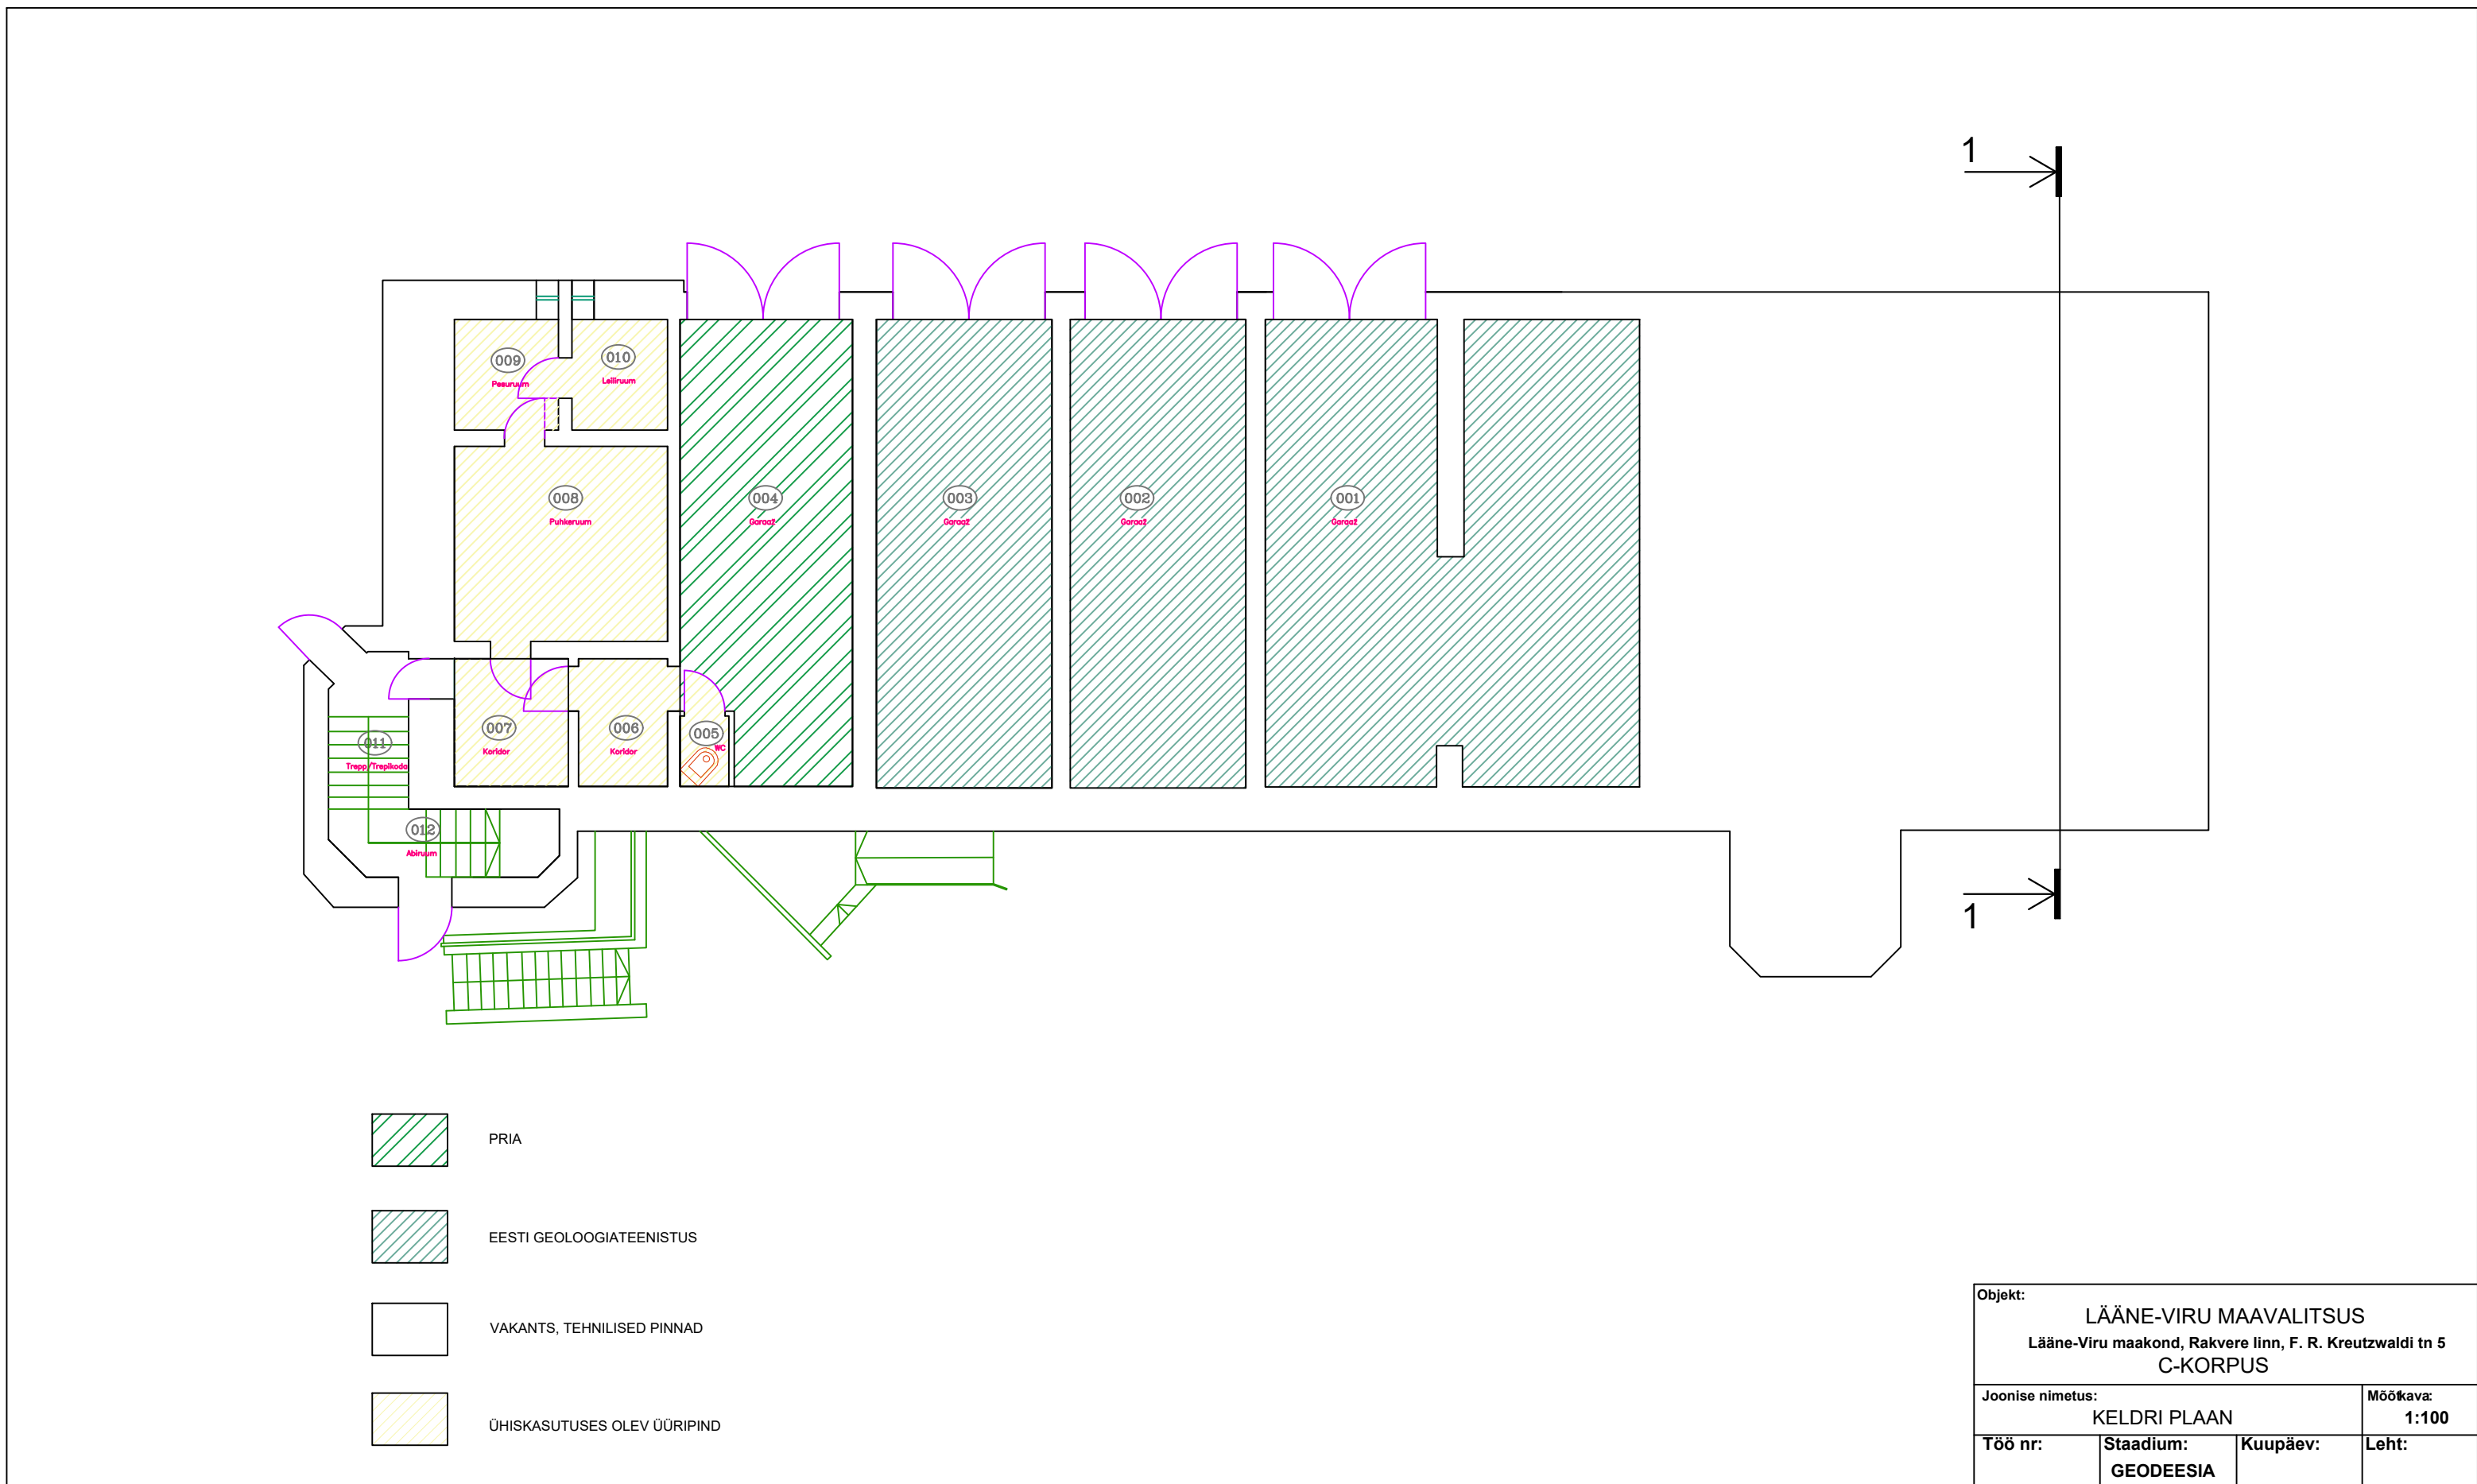 1
009
Pesuruum
010
Leiliruum
008
Puhkeruum
004
Garaaž
003
Garaaž
002
Garaaž
001
Garaaž
007
Koridor
006
Koridor
005
WC
011
Trepp/Trepikoda
012
Abiruum
1
PRIA
EESTI GEOLOOGIATEENISTUS
VAKANTS, TEHNILISED PINNAD
ÜHISKASUTUSES OLEV ÜÜRIPIND
Objekt:
LÄÄNE-VIRU MAAVALITSUS
Lääne-Viru maakond, Rakvere linn, F. R. Kreutzwaldi tn 5
C-KORPUS
Joonise nimetus:
KELDRI PLAAN
Mõõtkava:
1:100
Töö nr:
Staadium:
GEODEESIA
Kuupäev:
Leht: